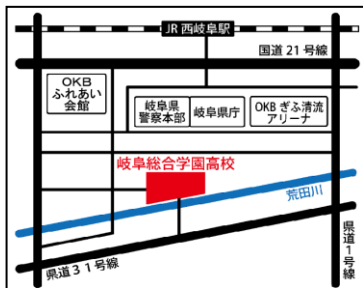 JR 西岐阜駅
国道21号線
OKB
ふれあい
会館
岐阜県
警察本部
岐阜県庁
OKB ぎふ清流
アリーナ
岐阜総合学園高校
荒田川
県道31号線
県道1号線